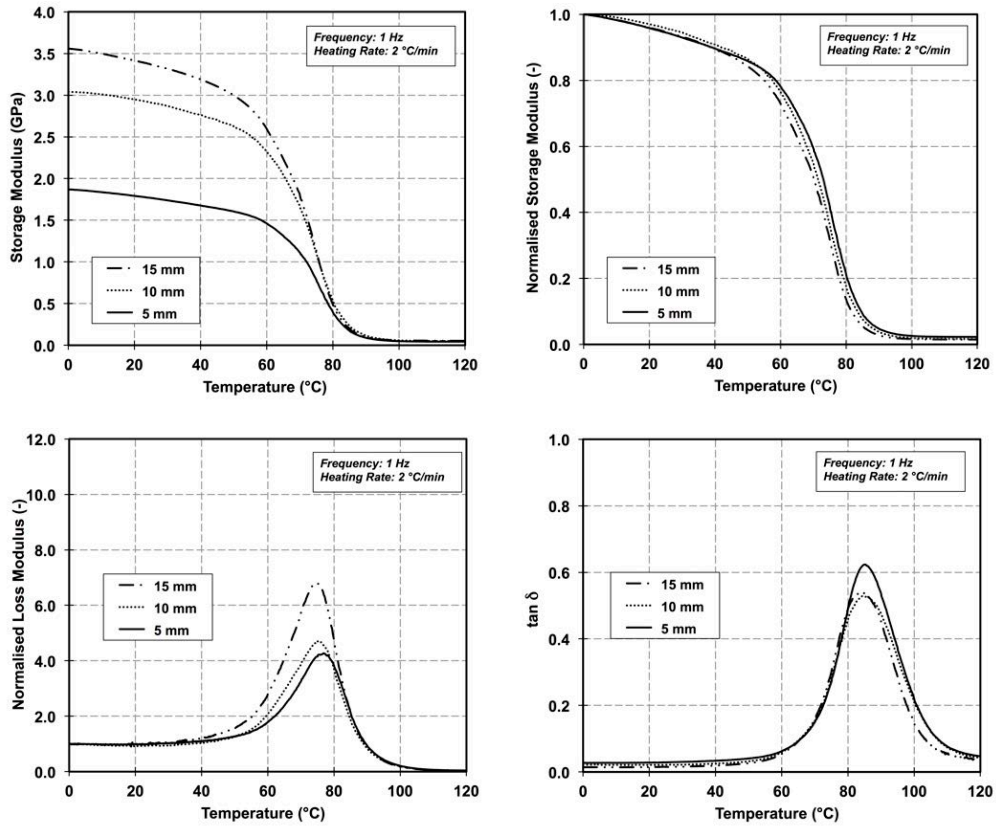 Frequency: 1 Hz
Heating Rate: 2 °C/min
4.0
3.5
3.0
2.5
2.0
1.5
1.0
0.5
0.0
Storage Modulus (GPa)
15 mm
10 mm
5 mm
0 20 40 60 80 100 120
Temperature (°C)
Frequency: 1 Hz
Heating Rate: 2 °C/min
1.0
0.8
0.6
0.4
0.2
0.0
Normalised Storage Modulus (-)
15 mm
10 mm
5 mm
0 20 40 60 80 100 120
Temperature (°C)
Frequency: 1 Hz
Heating Rate: 2 °C/min
12.0
10.0
8.0
6.0
4.0
2.0
0.0
Normalised Loss Modulus (-)
15 mm
10 mm
5 mm
0 20 40 60 80 100 120
Temperature (°C)
Frequency: 1 Hz
Heating Rate: 2 °C/min
1.0
0.8
0.6
0.4
0.2
0.0
tan δ
15 mm
10 mm
5 mm
0 20 40 60 80 100 120
Temperature (°C)